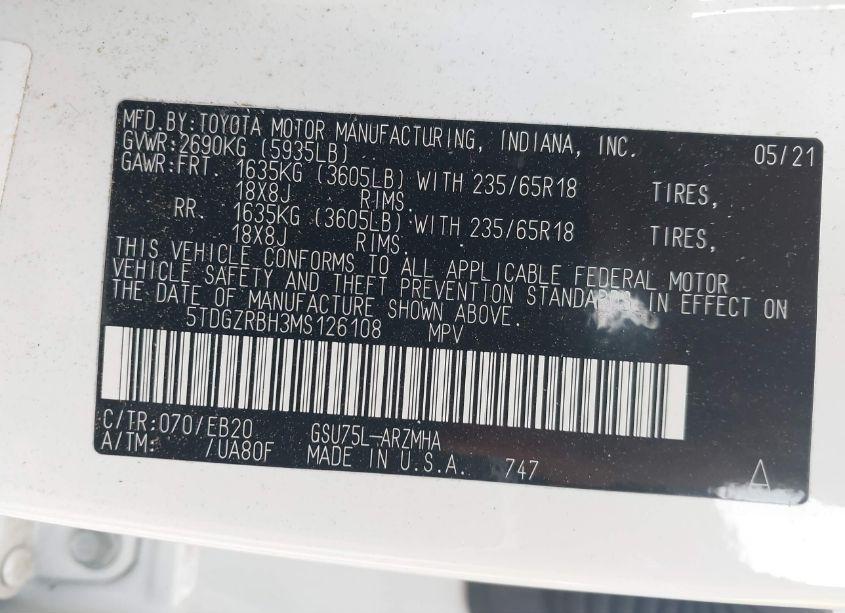 MFD.BY:TOYOTA MOTOR MANUFACTURING, INDIANA, INC. 05/21
GVWR:2690KG (5935LB)
GAWR:FRT. 1635KG (3605LB) WITH 235/65R18 TIRES,
18X8J RIMS
RR. 1635KG (3605LB) WITH 235/65R18 TIRES,
18X8J RIMS.
THIS VEHICLE CONFORMS TO ALL APPLICABLE FEDERAL MOTOR
VEHICLE SAFETY AND THEFT PREVENTION STANDARDS IN EFFECT ON
THE DATE OF MANUFACTURE SHOWN ABOVE.
5TDGZRBH3MS126108 MPV
C/TR:070/EB20 GSU75L-ARZMHA
A/TM: /UA80F MADE IN U.S.A. 747 A